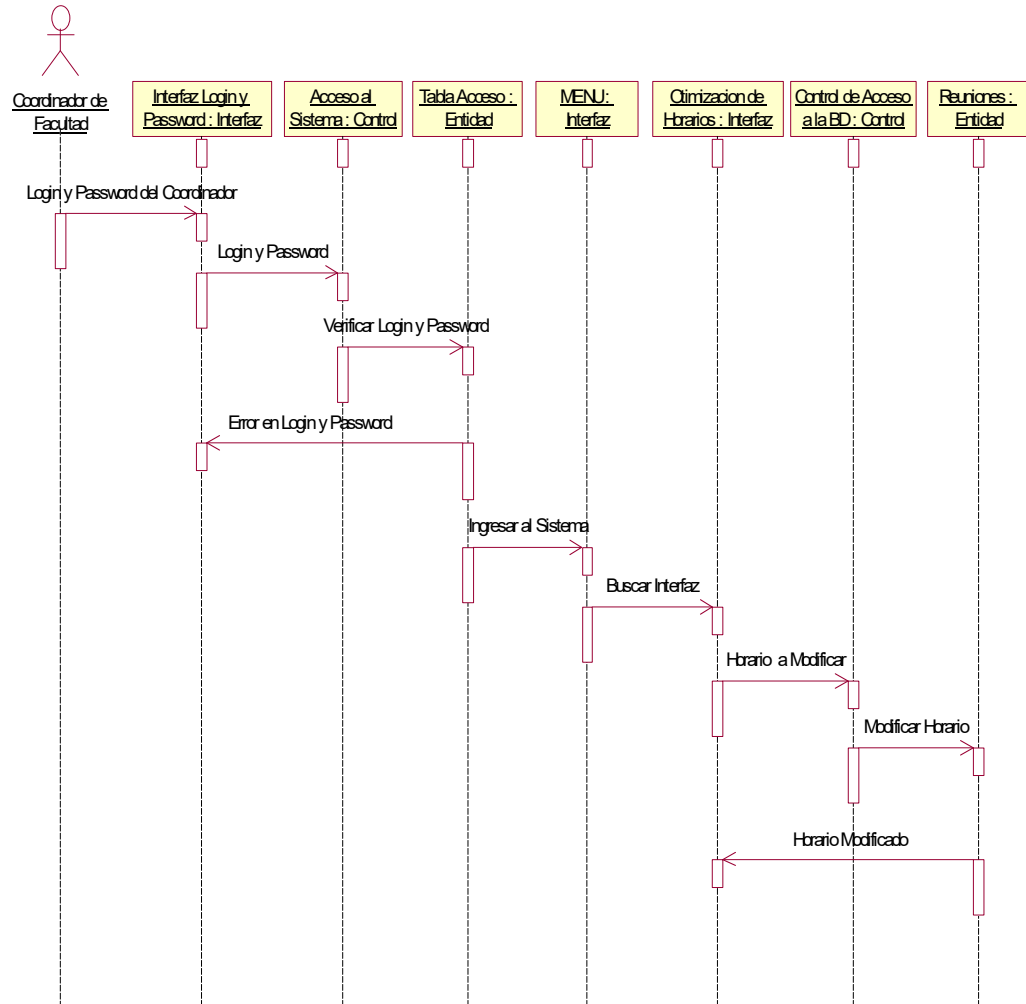 Coordinador de
Facultad
Interfaz Login y
Password : Interfaz
Acceso al
Sistema : Control
Tabla Acceso :
Entidad
MENU:
Interfaz
Otimizacion de
Horarios : Interfaz
Control de Acceso
a la BD : Control
Reuniones :
Entidad
Login y Password del Coordinador
Login y Password
Verificar Login y Password
Error en Login y Password
Ingresar al Sistema
Buscar Interfaz
Horario a Modificar
Modificar Horario
Horario Modificado